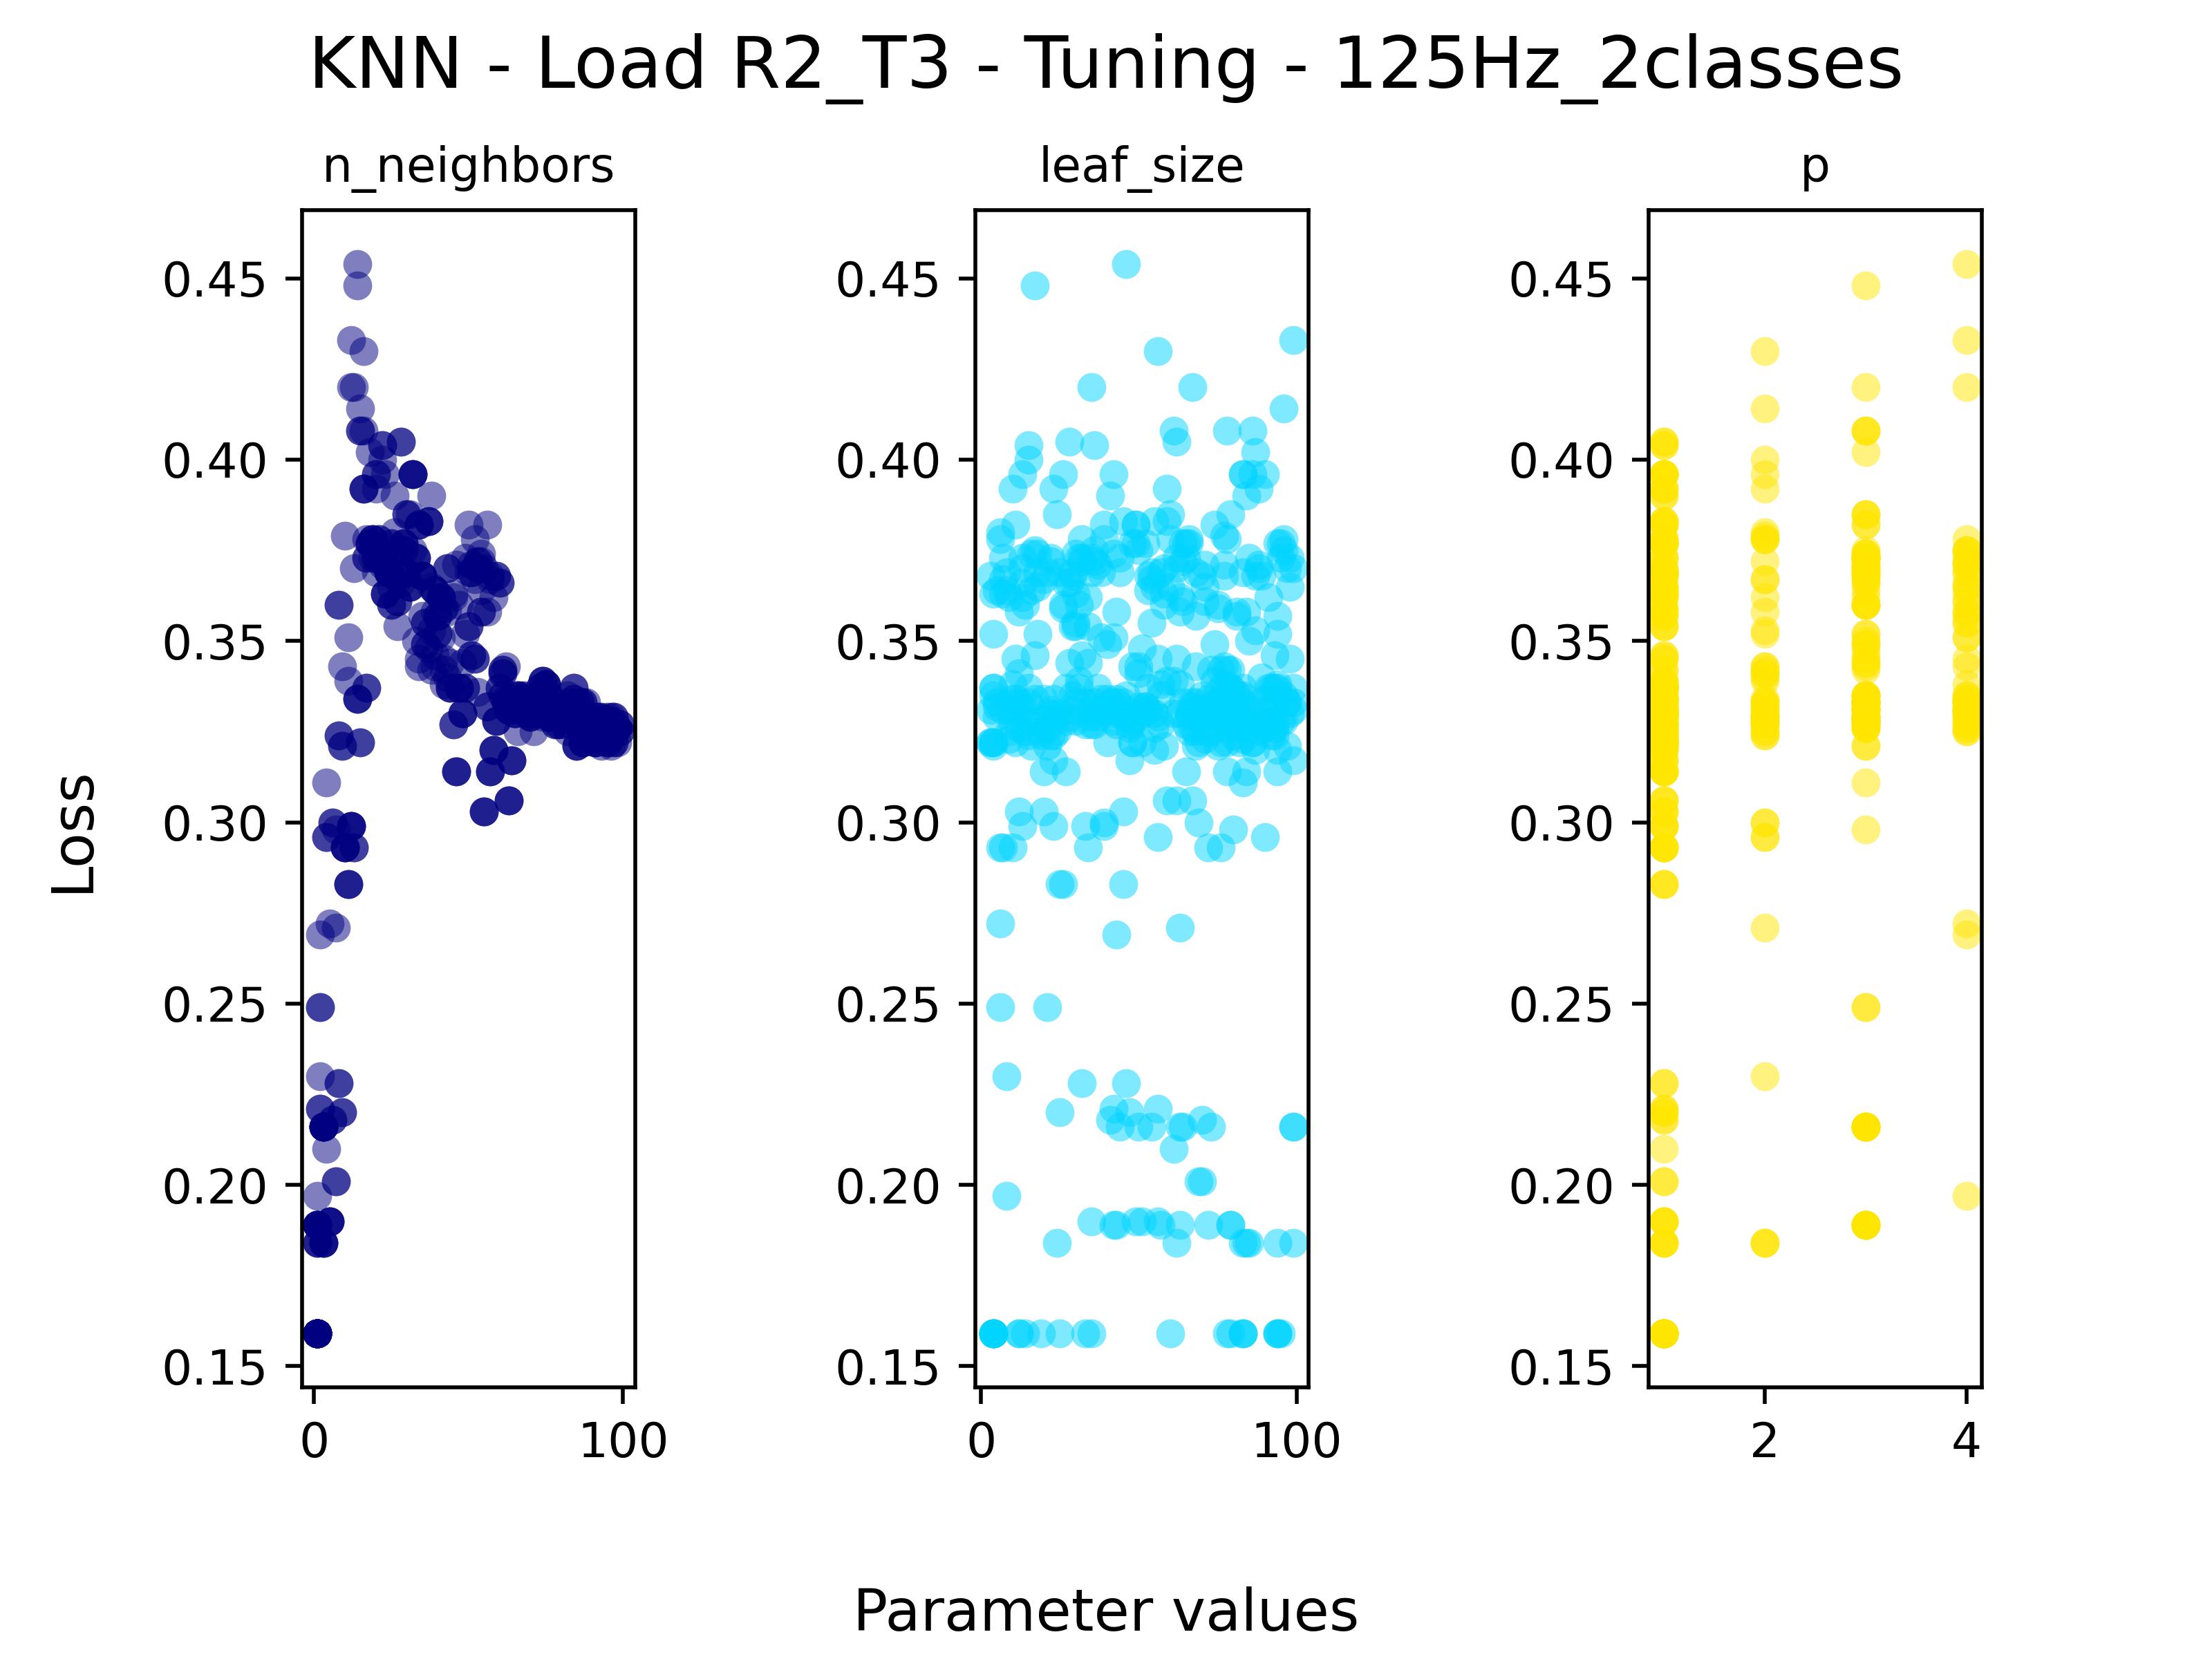 KNN - Load R2_T3 - Tuning - 125Hz_2classes
n_neighbors leaf_size p
0.45 0.45 0.45
0.40 0.40 0.40
0.35 0.35 0.35
0.30 0.30 0.30
0.25 0.25 0.25
0.20 0.20 0.20
0.15 0.15 0.15
0 100 0 100 2 4
Loss
Parameter values